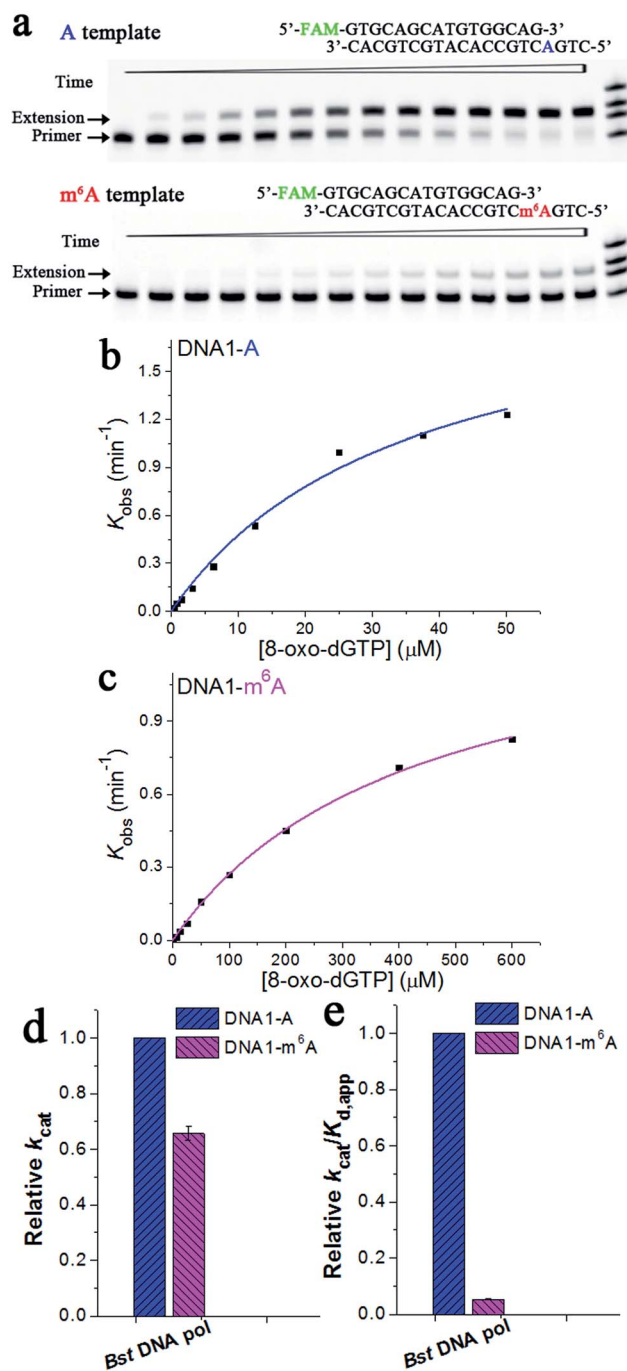 a
A template
5’-FAM-GTGCAGCATGTGGCAG-3’
3’-CACGTCGTACACCGTCAGTC-5’
Time
Extension
Primer
m⁶A template
5’-FAM-GTGCAGCATGTGGCAG-3’
3’-CACGTCGTACACCGTCm⁶AGTC-5’
Time
Extension
Primer
b
DNA1-A
1.5
1.2
0.9
0.6
0.3
0.0
K_obs (min⁻¹)
0 10 20 30 40 50
[8-oxo-dGTP] (μM)
c
DNA1-m⁶A
0.9
0.6
0.3
0.0
K_obs (min⁻¹)
0 100 200 300 400 500 600
[8-oxo-dGTP] (μM)
d
DNA1-A
DNA1-m⁶A
1.0
0.8
0.6
0.4
0.2
0.0
Relative k_cat
Bst DNA pol
e
DNA1-A
DNA1-m⁶A
1.0
0.8
0.6
0.4
0.2
0.0
Relative k_cat/K_d,app
Bst DNA pol